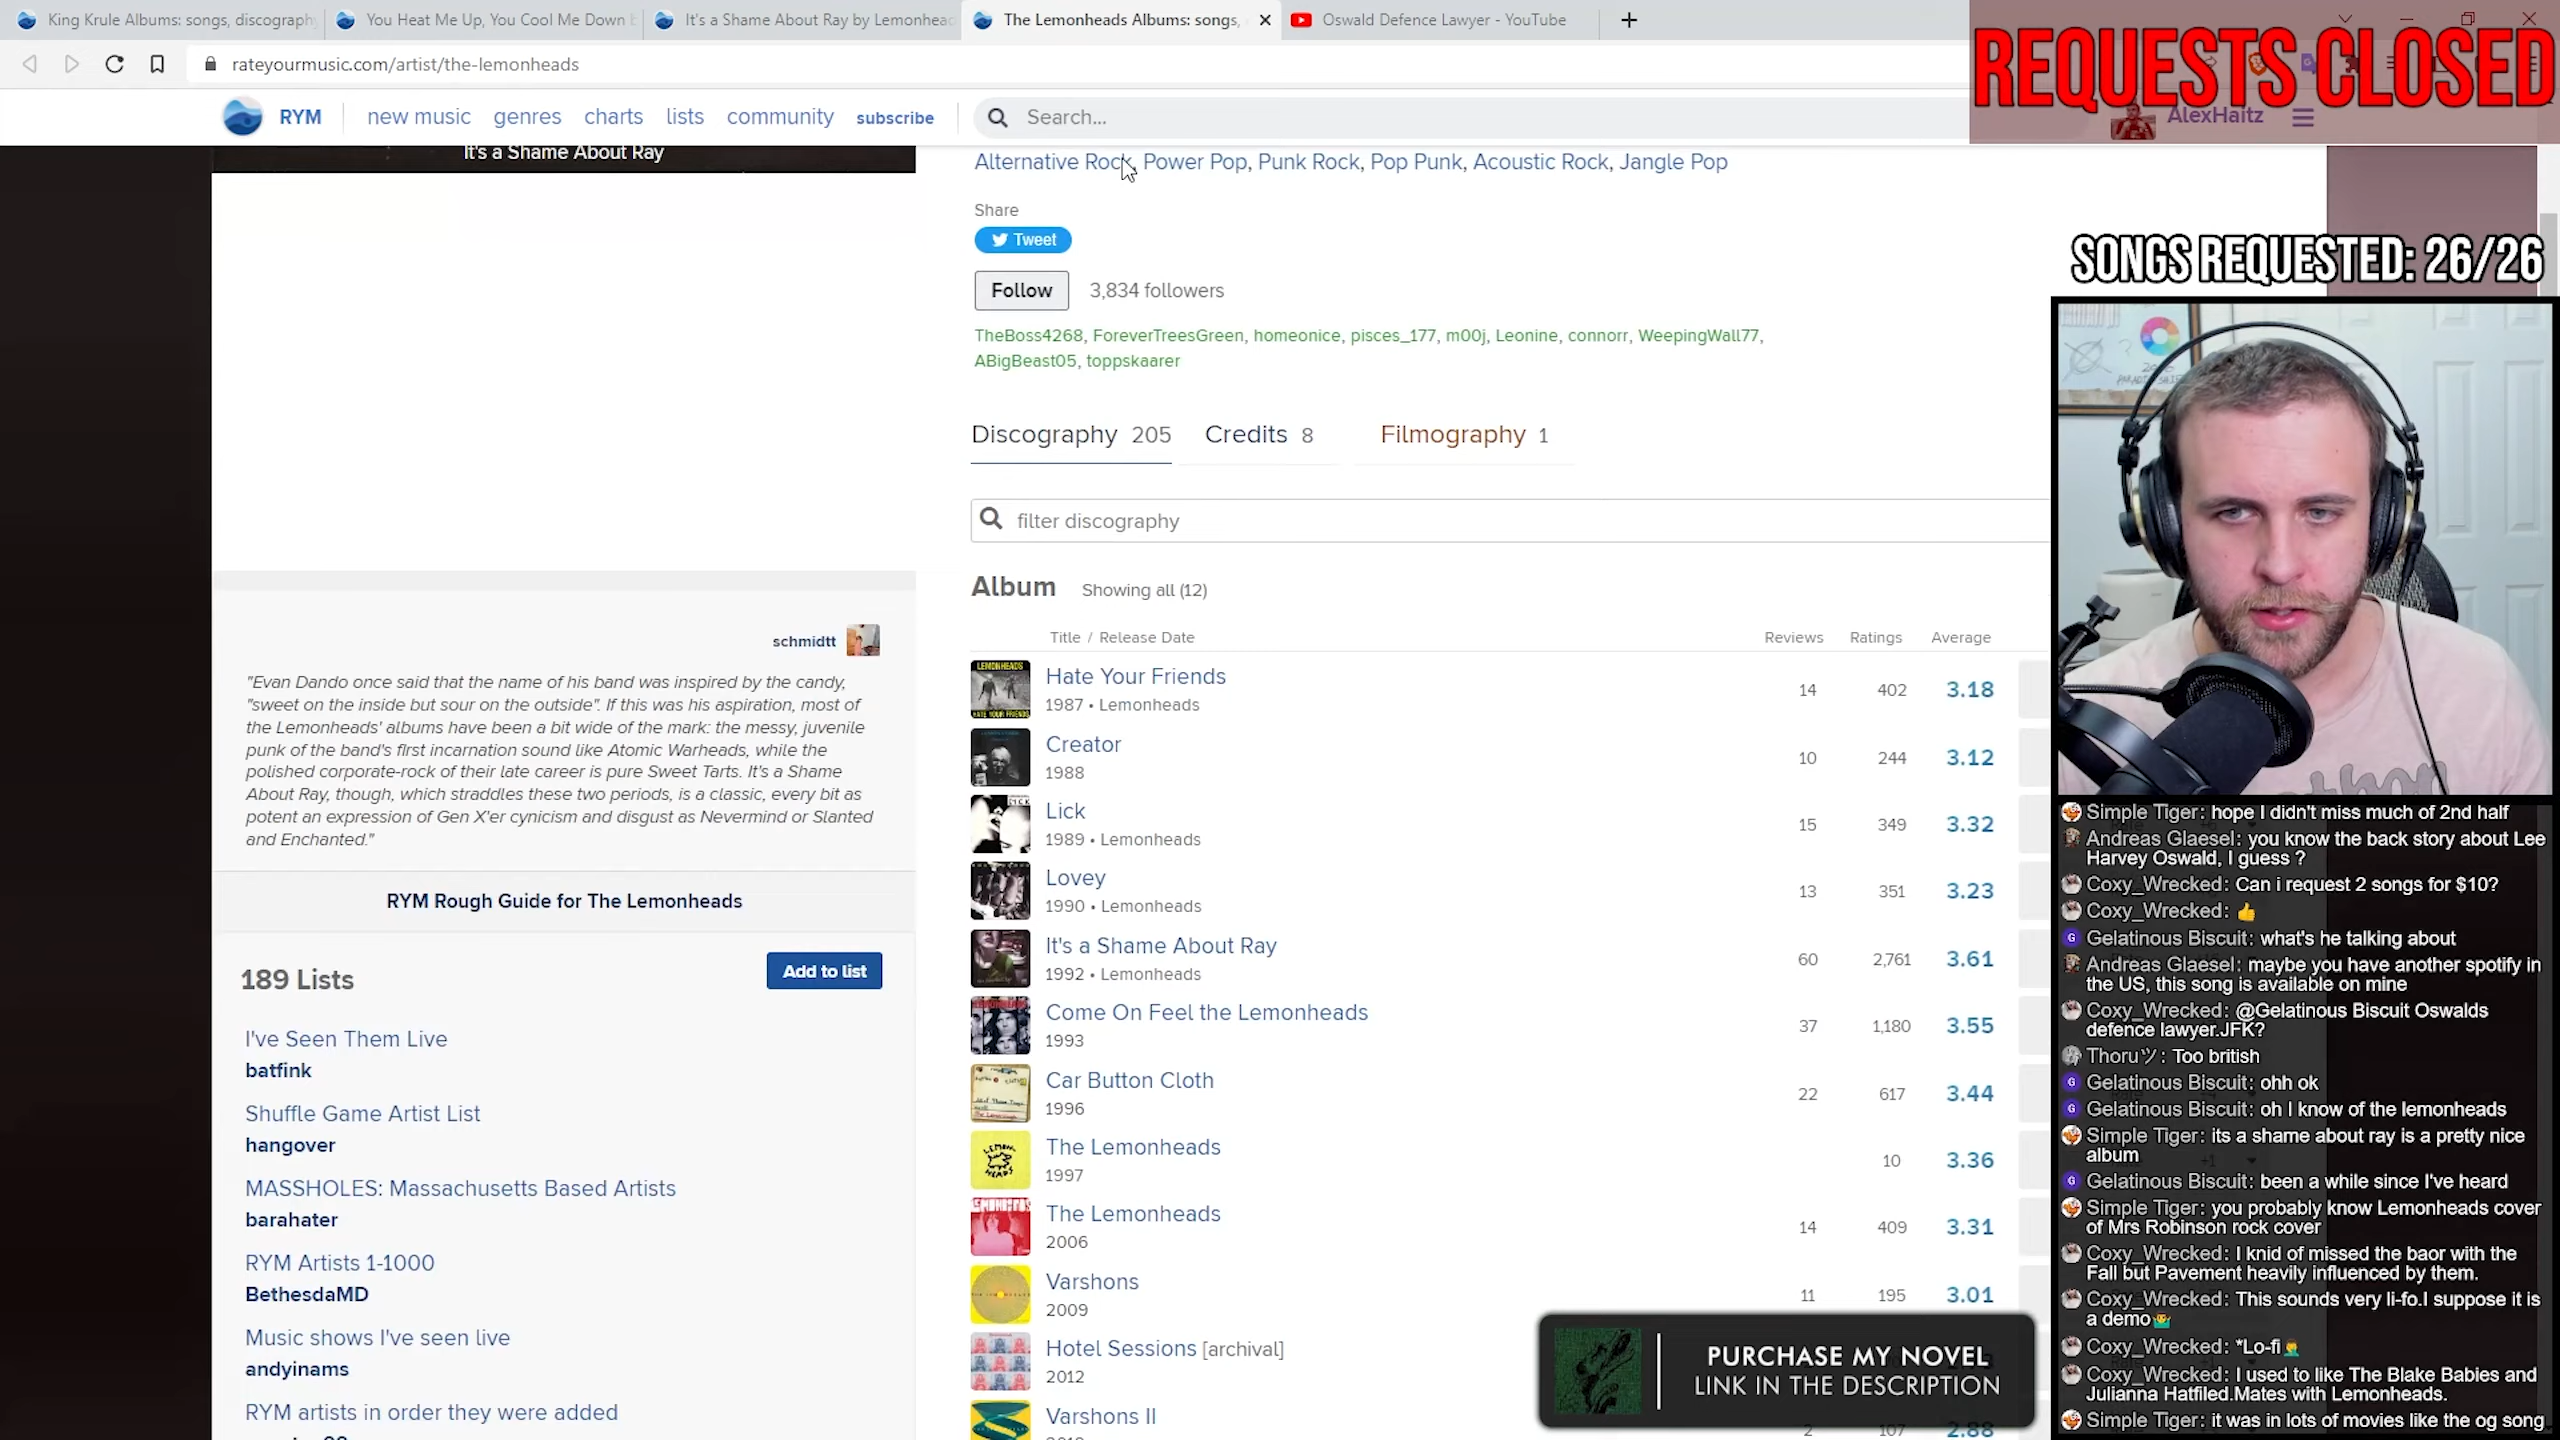 King Krule Albums: songs, discography
You Heat Me Up, You Cool Me Down
It's a Shame About Ray by Lemonhead
The Lemonheads Albums: songs,
Oswald Defence Lawyer - YouTube
rateyourmusic.com/artist/the-lemonheads
REQUESTS CLOSED
RYM
new music
genres
charts
lists
community
subscribe
Search...
AlexHaitz
It's a Shame About Ray
Alternative Rock, Power Pop, Punk Rock, Pop Punk, Acoustic Rock, Jangle Pop
Share
Tweet
Follow
3,834 followers
TheBoss4268, ForeverTreesGreen, homeonice, pisces_177, m00j, Leonine, connorr, WeepingWall77,
ABigBeast05, toppskaarer
Discography 205
Credits 8
Filmography 1
filter discography
Album Showing all (12)
Title / Release Date Reviews Ratings Average
Hate Your Friends 14 402 3.18
1987 • Lemonheads
Creator 10 244 3.12
1988
Lick 15 349 3.32
1989 • Lemonheads
Lovey 13 351 3.23
1990 • Lemonheads
It's a Shame About Ray 60 2,761 3.61
1992 • Lemonheads
Come On Feel the Lemonheads 37 1,180 3.55
1993
Car Button Cloth 22 617 3.44
1996
The Lemonheads 10 3.36
1997
The Lemonheads 14 409 3.31
2006
Varshons 11 195 3.01
2009
Hotel Sessions [archival]
2012
Varshons II 2 107 2.88
schmidtt
"Evan Dando once said that the name of his band was inspired by the candy,
"sweet on the inside but sour on the outside". If this was his aspiration, most of
the Lemonheads' albums have been a bit wide of the mark: the messy, juvenile
punk of the band's first incarnation sound like Atomic Warheads, while the
polished corporate-rock of their late career is pure Sweet Tarts. It's a Shame
About Ray, though, which straddles these two periods, is a classic, every bit as
potent an expression of Gen X'er cynicism and disgust as Nevermind or Slanted
and Enchanted."
RYM Rough Guide for The Lemonheads
189 Lists
Add to list
I've Seen Them Live
batfink
Shuffle Game Artist List
hangover
MASSHOLES: Massachusetts Based Artists
barahater
RYM Artists 1-1000
BethesdaMD
Music shows I've seen live
andyinams
RYM artists in order they were added
PURCHASE MY NOVEL
LINK IN THE DESCRIPTION
SONGS REQUESTED: 26/26
Simple Tiger: hope I didn't miss much of 2nd half
Andreas Glaesel: you know the back story about Lee
Harvey Oswald, I guess ?
Coxy_Wrecked: Can i request 2 songs for $10?
Coxy_Wrecked: 👍
Gelatinous Biscuit: what's he talking about
Andreas Glaesel: maybe you have another spotify in
the US, this song is available on mine
Coxy_Wrecked: @Gelatinous Biscuit Oswalds
defence lawyer.JFK?
Thoruツ: Too british
Gelatinous Biscuit: ohh ok
Gelatinous Biscuit: oh I know of the lemonheads
Simple Tiger: its a shame about ray is a pretty nice
album
Gelatinous Biscuit: been a while since I've heard
Simple Tiger: you probably know Lemonheads cover
of Mrs Robinson rock cover
Coxy_Wrecked: I knid of missed the baor with the
Fall but Pavement heavily influenced by them.
Coxy_Wrecked: This sounds very li-fo.I suppose it is
a demo🤷‍♂️
Coxy_Wrecked: *Lo-fi🤦‍♂️
Coxy_Wrecked: I used to like The Blake Babies and
Julianna Hatfiled.Mates with Lemonheads.
Simple Tiger: it was in lots of movies like the og song